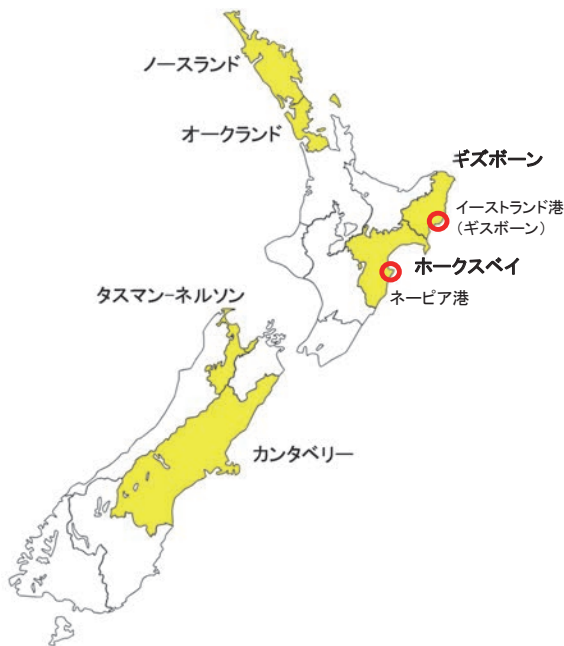 ノースランド
オークランド
ギズボーン
イーストランド港
（ギスボーン）
ホークスベイ
ネーピア港
タスマン-ネルソン
カンタベリー